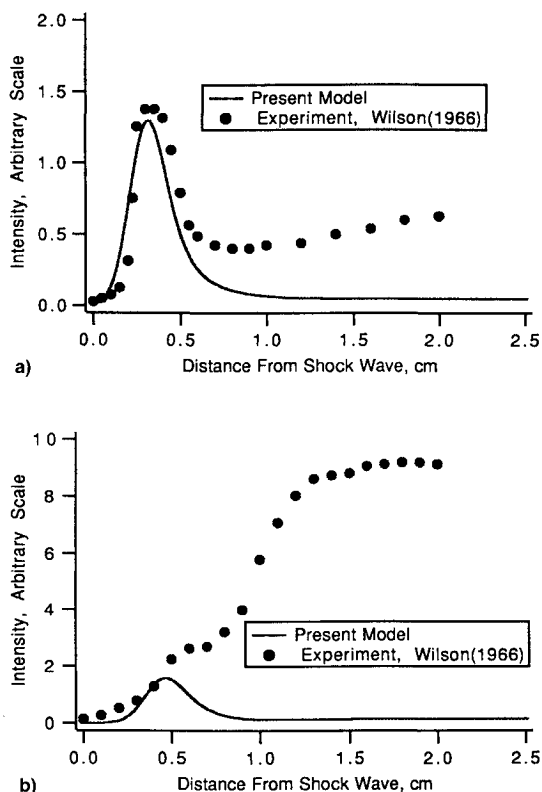 2.0
1.5
1.0
0.5
0.0
Intensity, Arbitrary Scale
Present Model
Experiment, Wilson(1966)
0.0 0.5 1.0 1.5 2.0 2.5
Distance From Shock Wave, cm
a)
10
8
6
4
2
0
Intensity, Arbitrary Scale
Present Model
Experiment, Wilson(1966)
0.0 0.5 1.0 1.5 2.0 2.5
Distance From Shock Wave, cm
b)